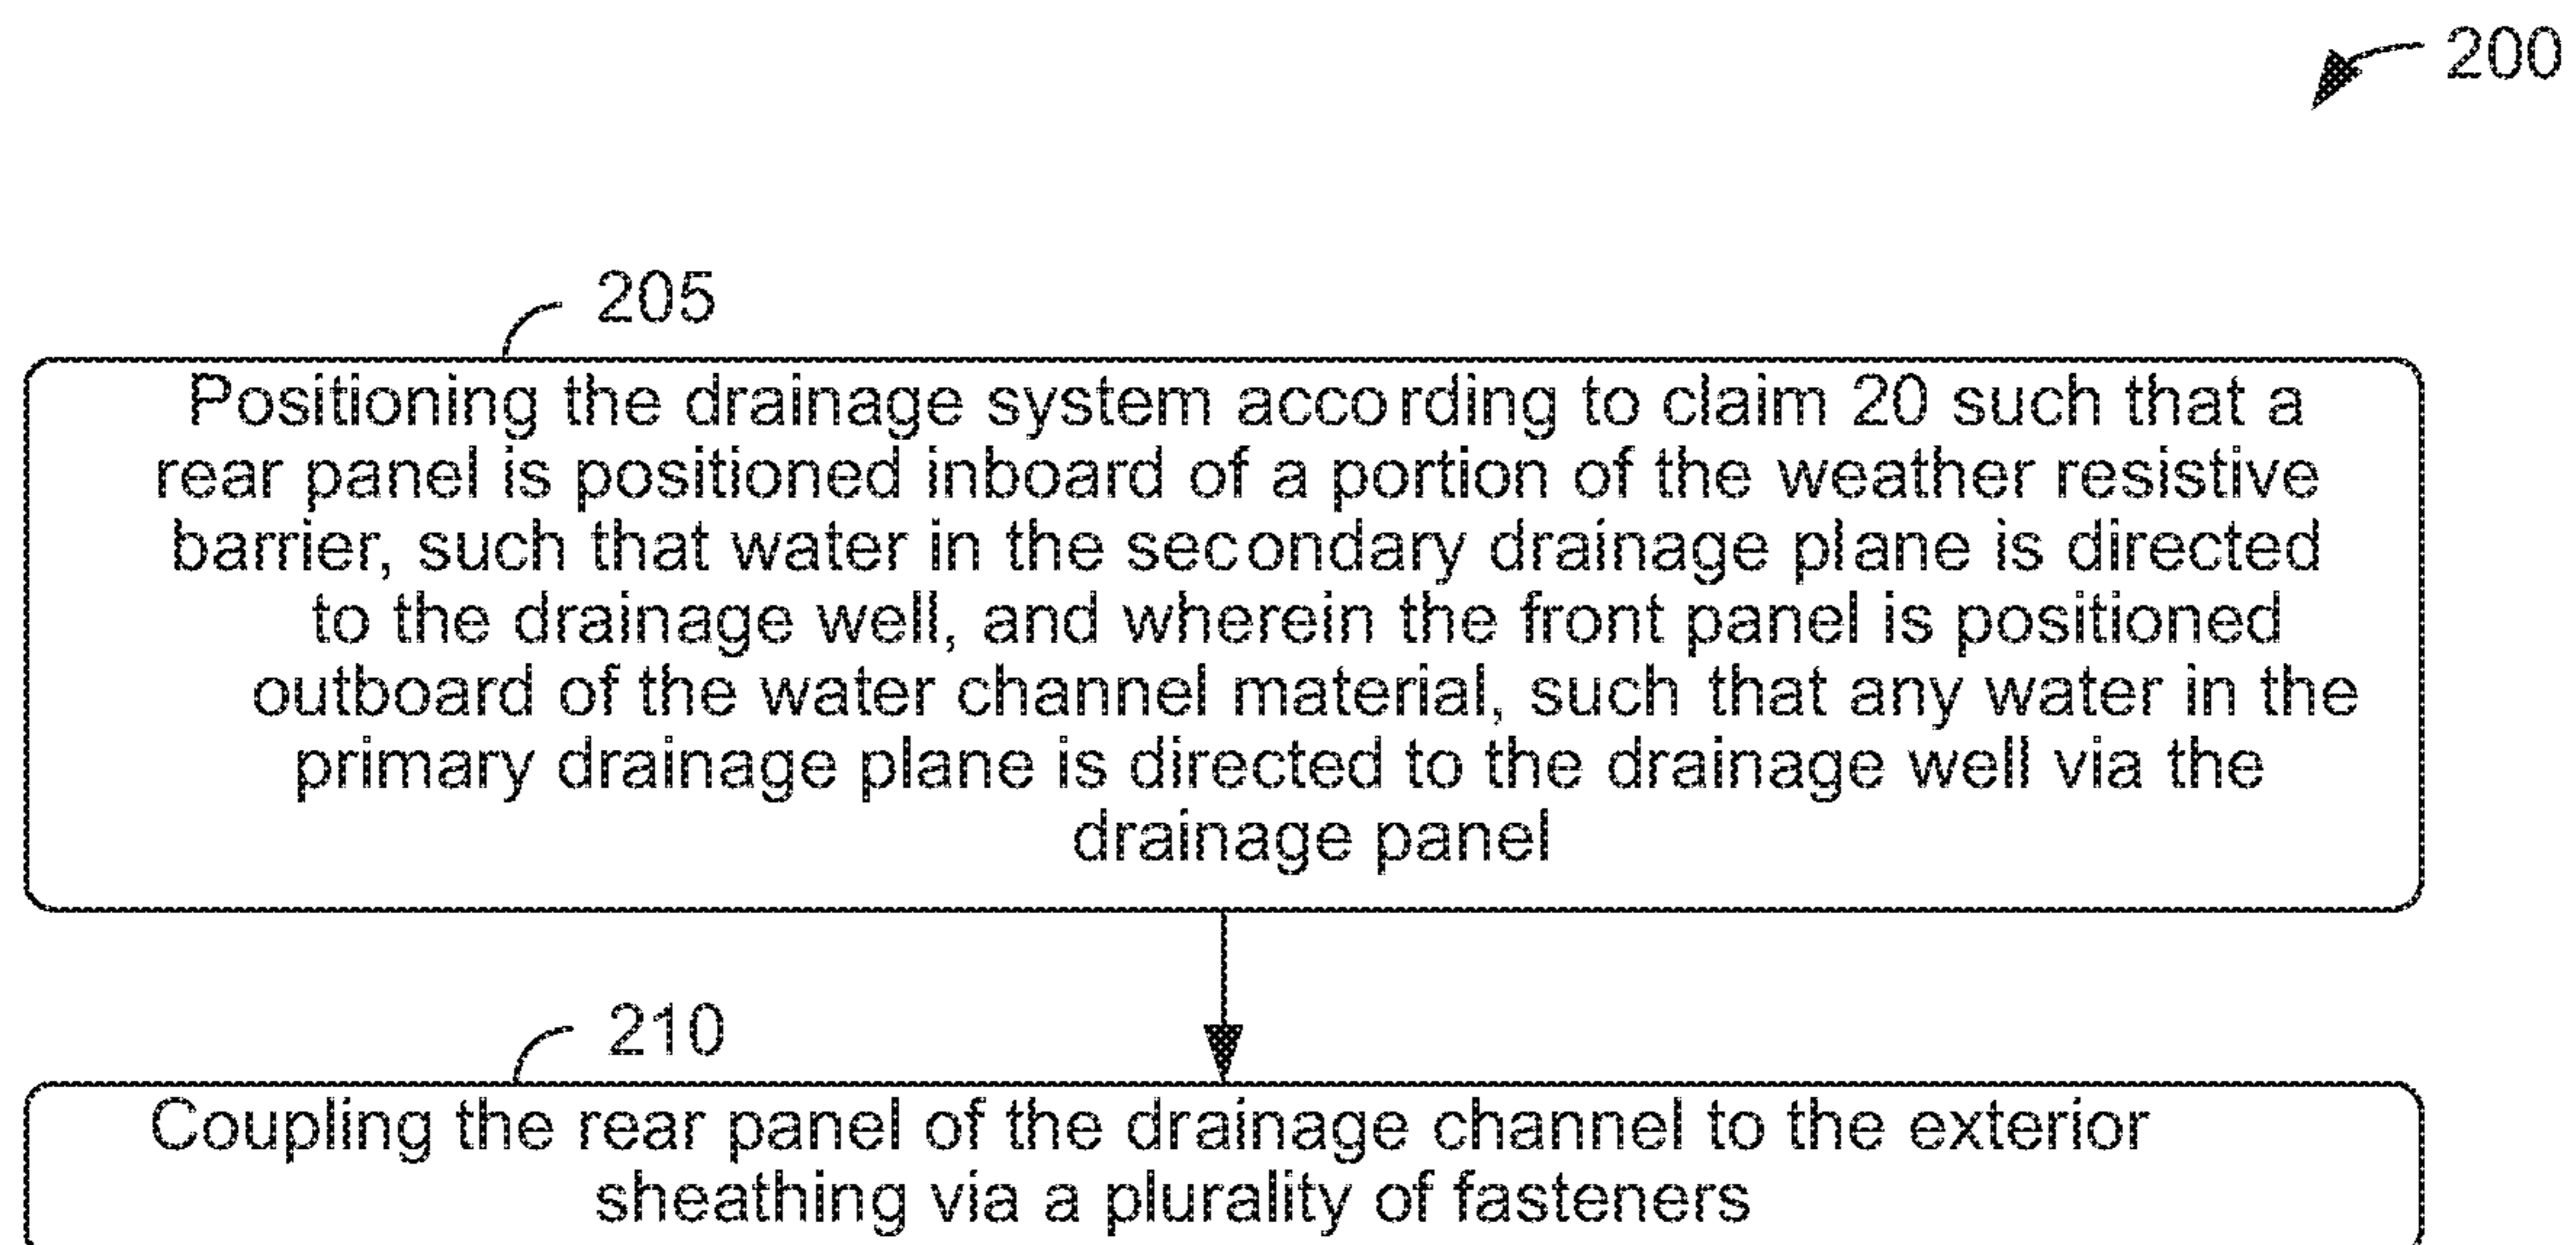 200
205
Positioning the drainage system according to claim 20 such that a
rear panel is positioned inboard of a portion of the weather resistive
barrier, such that water in the secondary drainage plane is directed
to the drainage well, and wherein the front panel is positioned
outboard of the water channel material, such that any water in the
primary drainage plane is directed to the drainage well via the
drainage panel
210
Coupling the rear panel of the drainage channel to the exterior
sheathing via a plurality of fasteners